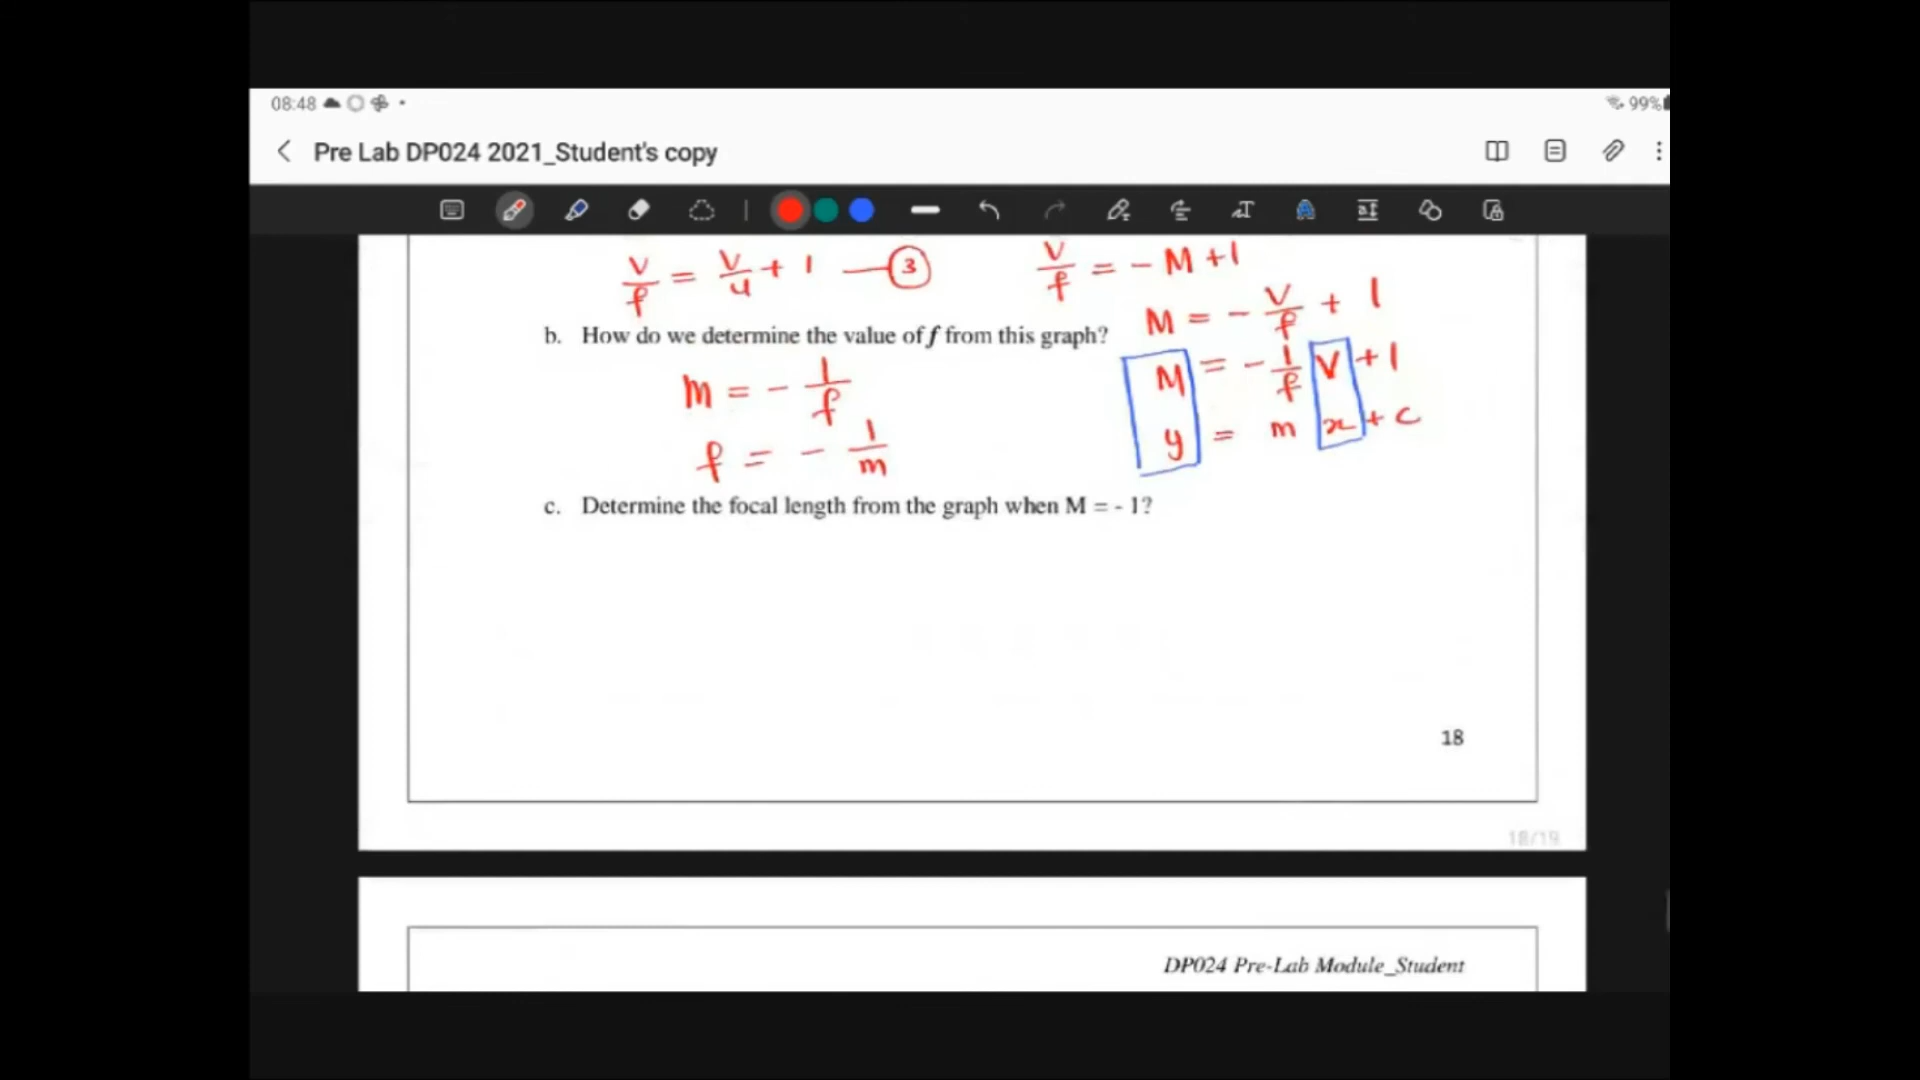 08:48
99%
Pre Lab DP024 2021_Student's copy
v/f = v/u + 1 — ③
v/f = - M + 1
M = - v/f + 1
b. How do we determine the value of f from this graph?
M = - 1/f v + 1
m = - 1/f
y = m x + c
f = - 1/m
c. Determine the focal length from the graph when M = - 1?
18
18/19
DP024 Pre-Lab Module_Student